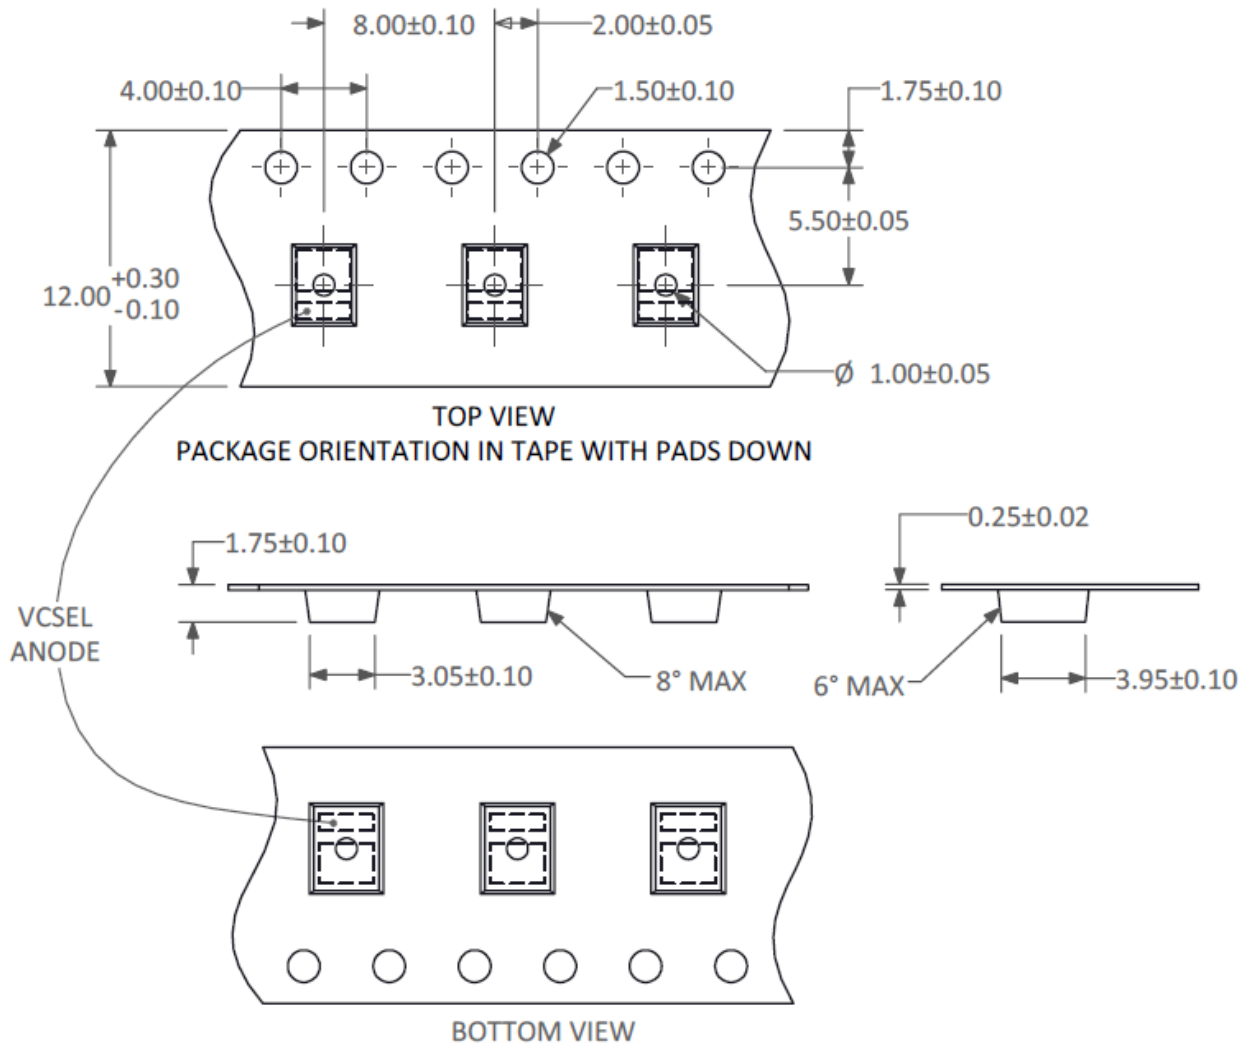 8.00±0.10
2.00±0.05
4.00±0.10
1.50±0.10
1.75±0.10
5.50±0.05
12.00 +0.30
-0.10
Ø 1.00±0.05
TOP VIEW
PACKAGE ORIENTATION IN TAPE WITH PADS DOWN
1.75±0.10
0.25±0.02
VCSEL
ANODE
3.05±0.10
8° MAX
6° MAX
3.95±0.10
BOTTOM VIEW